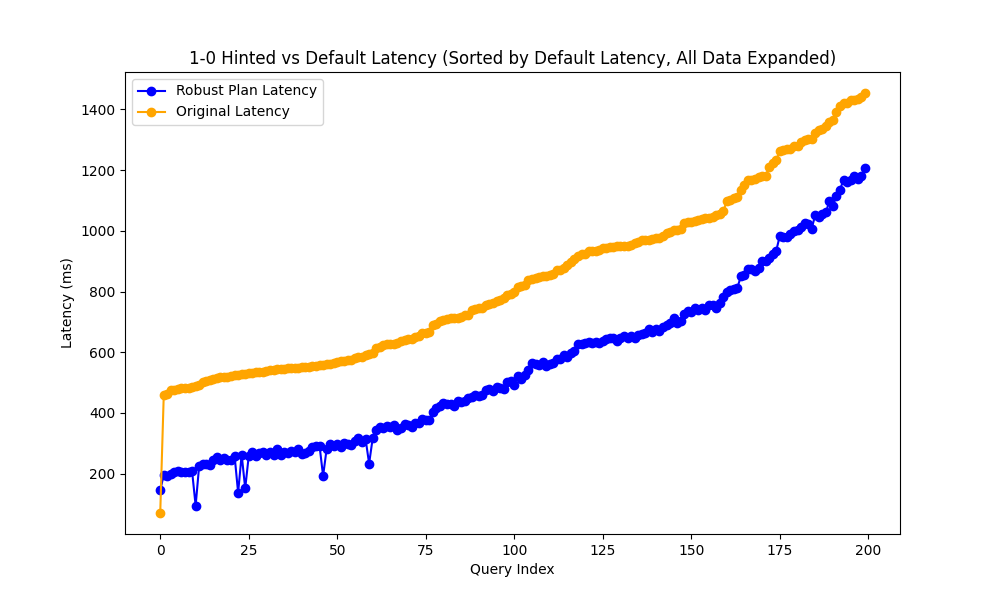 1-0 Hinted vs Default Latency (Sorted by Default Latency, All Data Expanded)
Robust Plan Latency
Original Latency
1400
1200
1000
800
600
400
200
Latency (ms)
0 25 50 75 100 125 150 175 200
Query Index